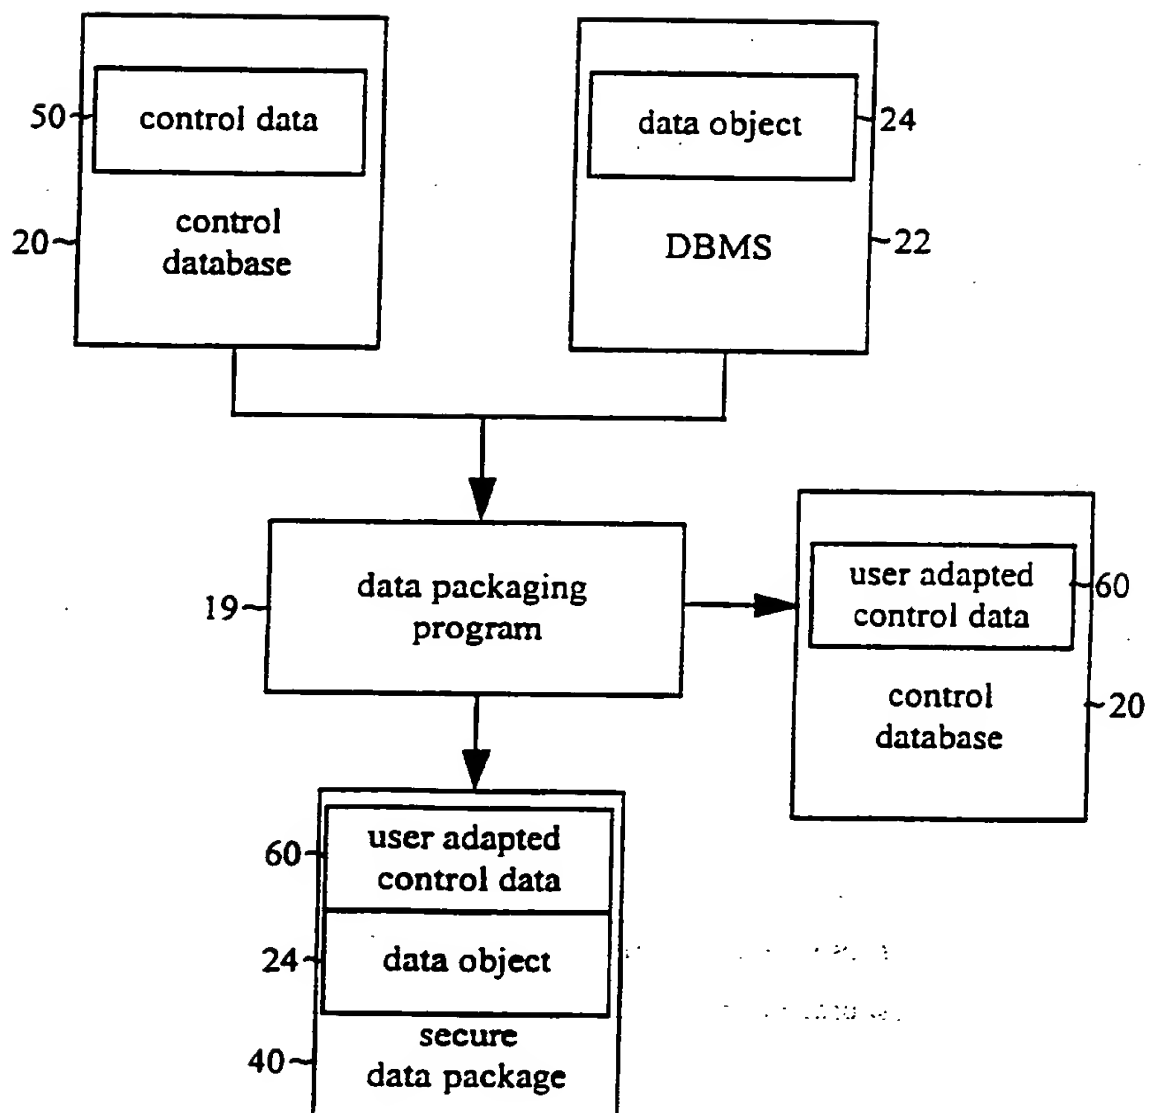 50~ control data
data object ~24
20~ control
database
DBMS ~22
19~ data packaging
program
user adapted
control data ~60
control
database ~20
60~ user adapted
control data
24~ data object
40~ secure
data package